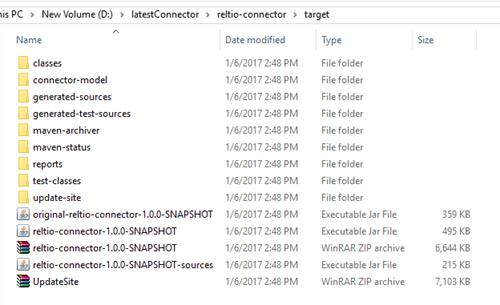 his PC > New Volume (D:) > latestConnector > reltio-connector > target
Name Date modified Type Size
classes 1/6/2017 2:48 PM File folder
connector-model 1/6/2017 2:48 PM File folder
generated-sources 1/6/2017 2:48 PM File folder
generated-test-sources 1/6/2017 2:48 PM File folder
maven-archiver 1/6/2017 2:48 PM File folder
maven-status 1/6/2017 2:48 PM File folder
reports 1/6/2017 2:48 PM File folder
test-classes 1/6/2017 2:48 PM File folder
update-site 1/6/2017 2:48 PM File folder
original-reltio-connector-1.0.0-SNAPSHOT 1/6/2017 2:48 PM Executable Jar File 359 KB
reltio-connector-1.0.0-SNAPSHOT 1/6/2017 2:48 PM Executable Jar File 495 KB
reltio-connector-1.0.0-SNAPSHOT 1/6/2017 2:48 PM WinRAR ZIP archive 6,644 KB
reltio-connector-1.0.0-SNAPSHOT-sources 1/6/2017 2:48 PM Executable Jar File 215 KB
UpdateSite 1/6/2017 2:48 PM WinRAR ZIP archive 7,103 KB